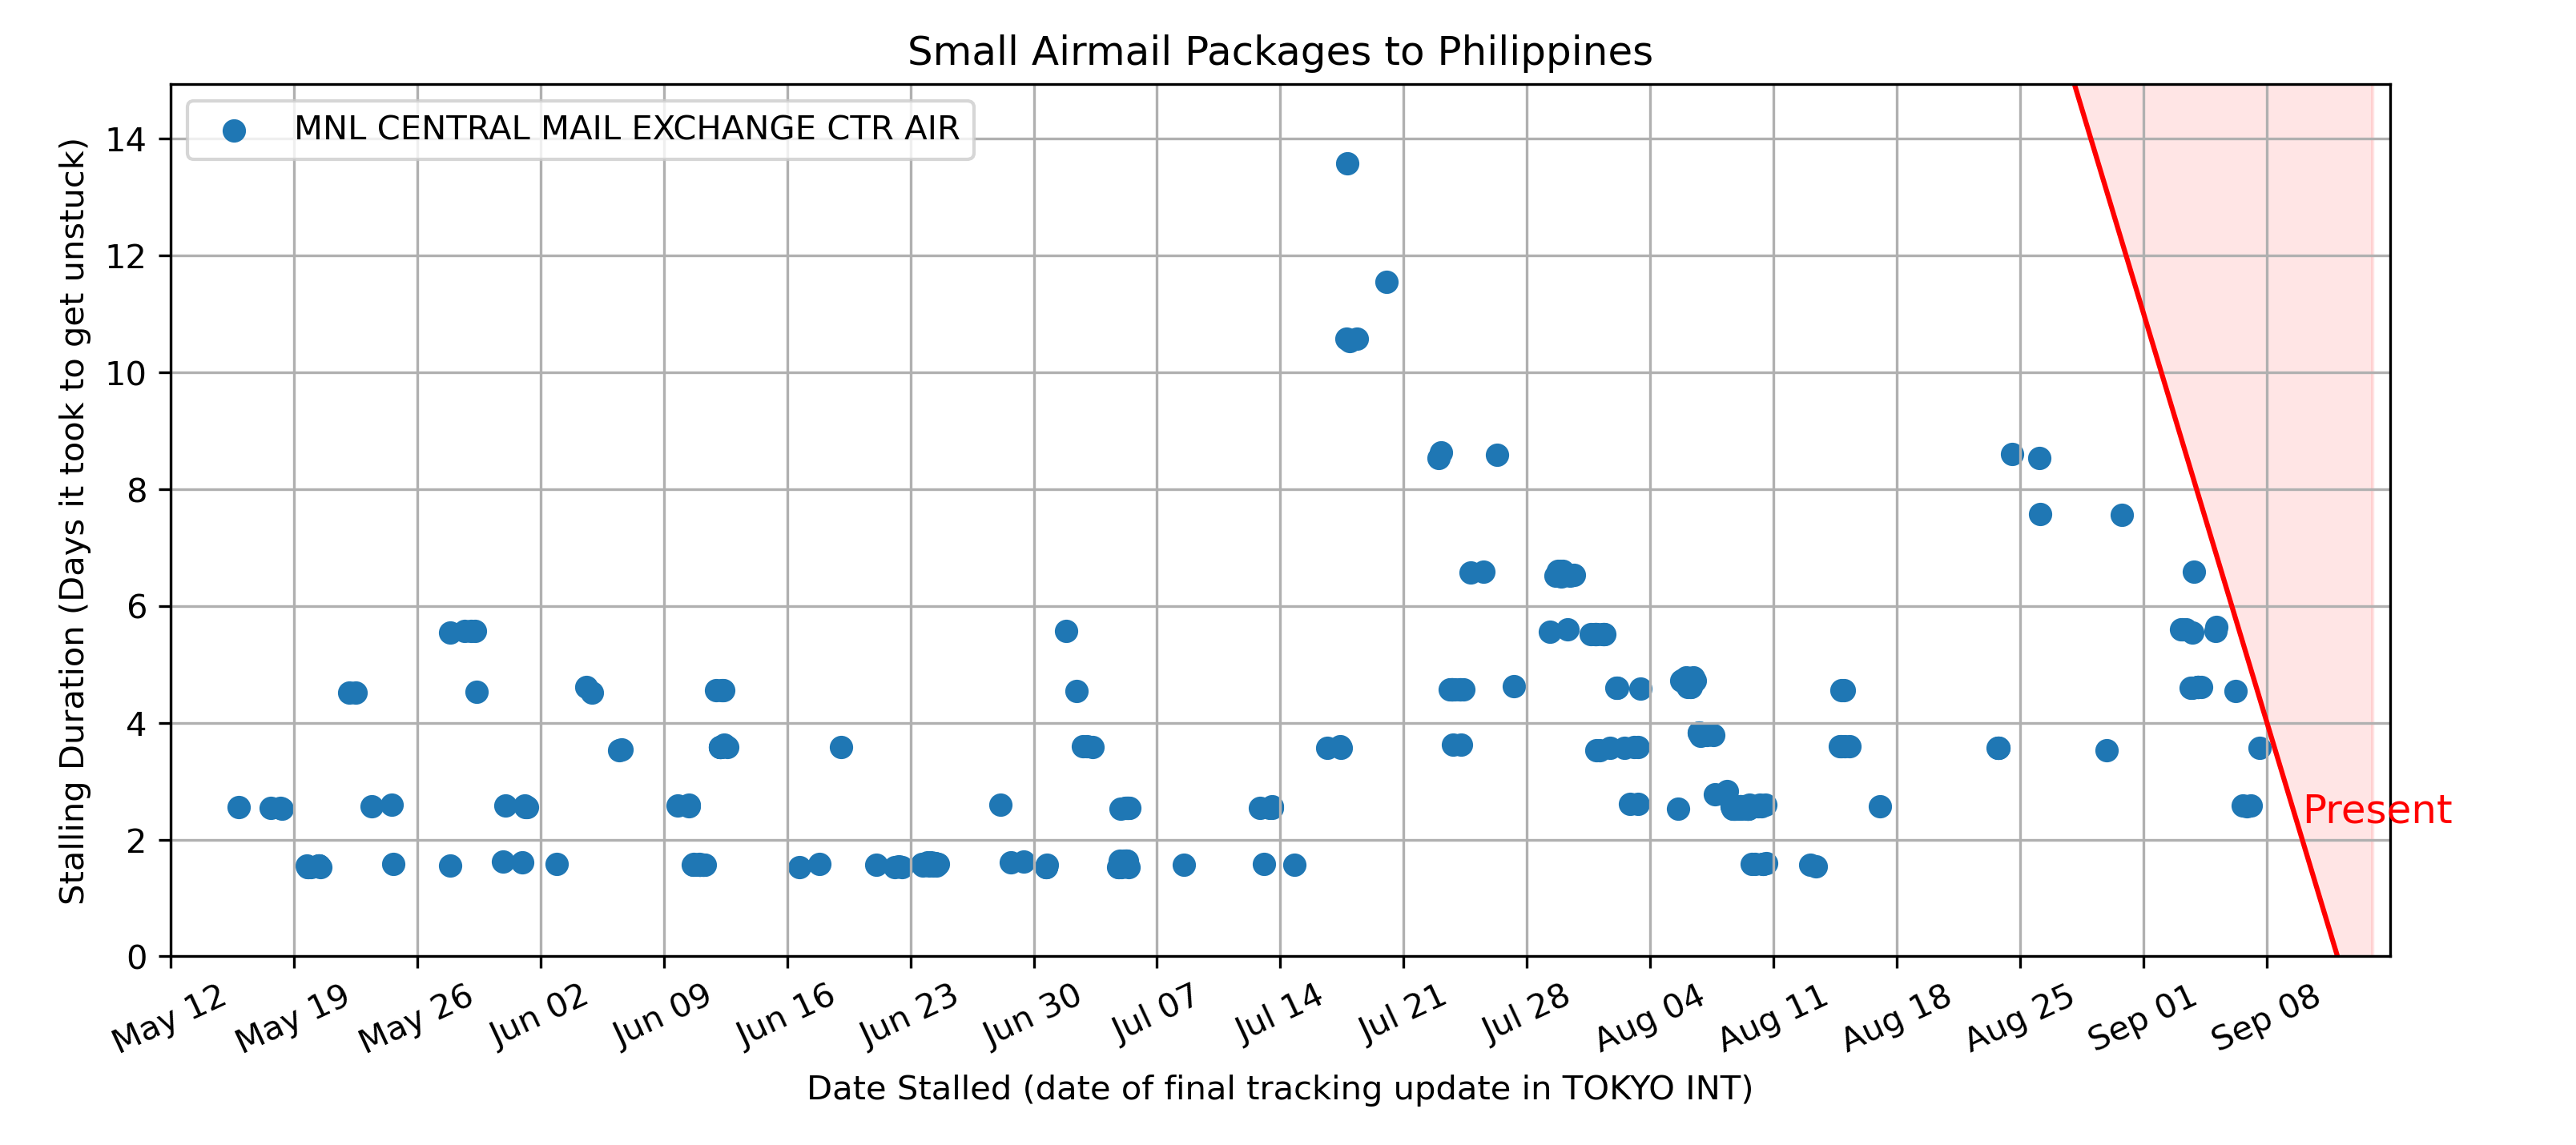 Small Airmail Packages to Philippines
MNL CENTRAL MAIL EXCHANGE CTR AIR
Stalling Duration (Days it took to get unstuck)
14
12
10
8
6
4
2
0
Present
May 12
May 19
May 26
Jun 02
Jun 09
Jun 16
Jun 23
Jun 30
Jul 07
Jul 14
Jul 21
Jul 28
Aug 04
Aug 11
Aug 18
Aug 25
Sep 01
Sep 08
Date Stalled (date of final tracking update in TOKYO INT)